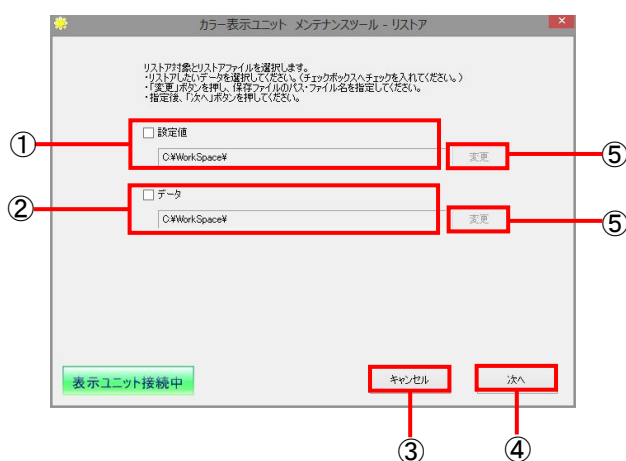 カラー表示ユニット メンテナンスツール - リストア
リストア対象とリストアファイルを選択します。
・リストアしたいデータを選択してください。(チェックボックスへチェックを入れてください。)
・「変更」ボタンを押し、保存ファイルのパス・ファイル名を指定してください。
・指定後、「次へ」ボタンを押してください。
① 設定値
C:¥WorkSpace¥ 変更 ⑤
② データ
C:¥WorkSpace¥ 変更 ⑤
表示ユニット接続中 キャンセル 次へ
③ ④